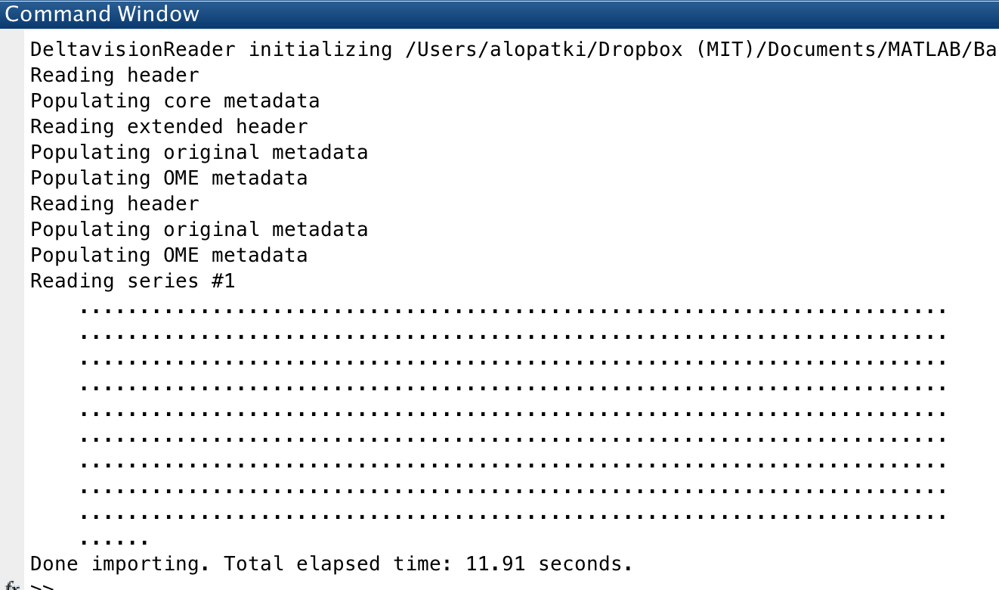 Command Window
DeltavisionReader initializing /Users/alopatki/Dropbox (MIT)/Documents/MATLAB/Ba
Reading header
Populating core metadata
Reading extended header
Populating original metadata
Populating OME metadata
Reading header
Populating original metadata
Populating OME metadata
Reading series #1
........................................................................
........................................................................
........................................................................
........................................................................
........................................................................
........................................................................
........................................................................
........................................................................
........................................................................
......
Done importing. Total elapsed time: 11.91 seconds.
fx >>